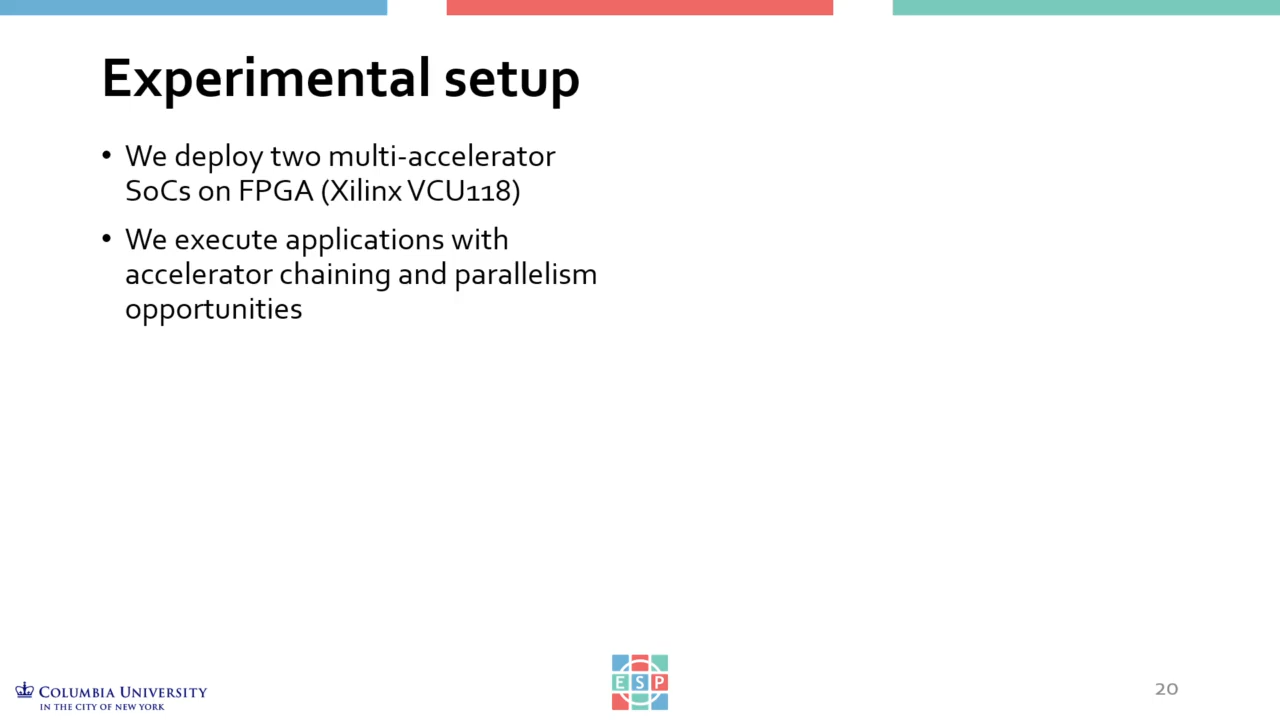 Experimental setup
• We deploy two multi-accelerator
SoCs on FPGA (Xilinx VCU118)
• We execute applications with
accelerator chaining and parallelism
opportunities
COLUMBIA UNIVERSITY
IN THE CITY OF NEW YORK
ESP
20